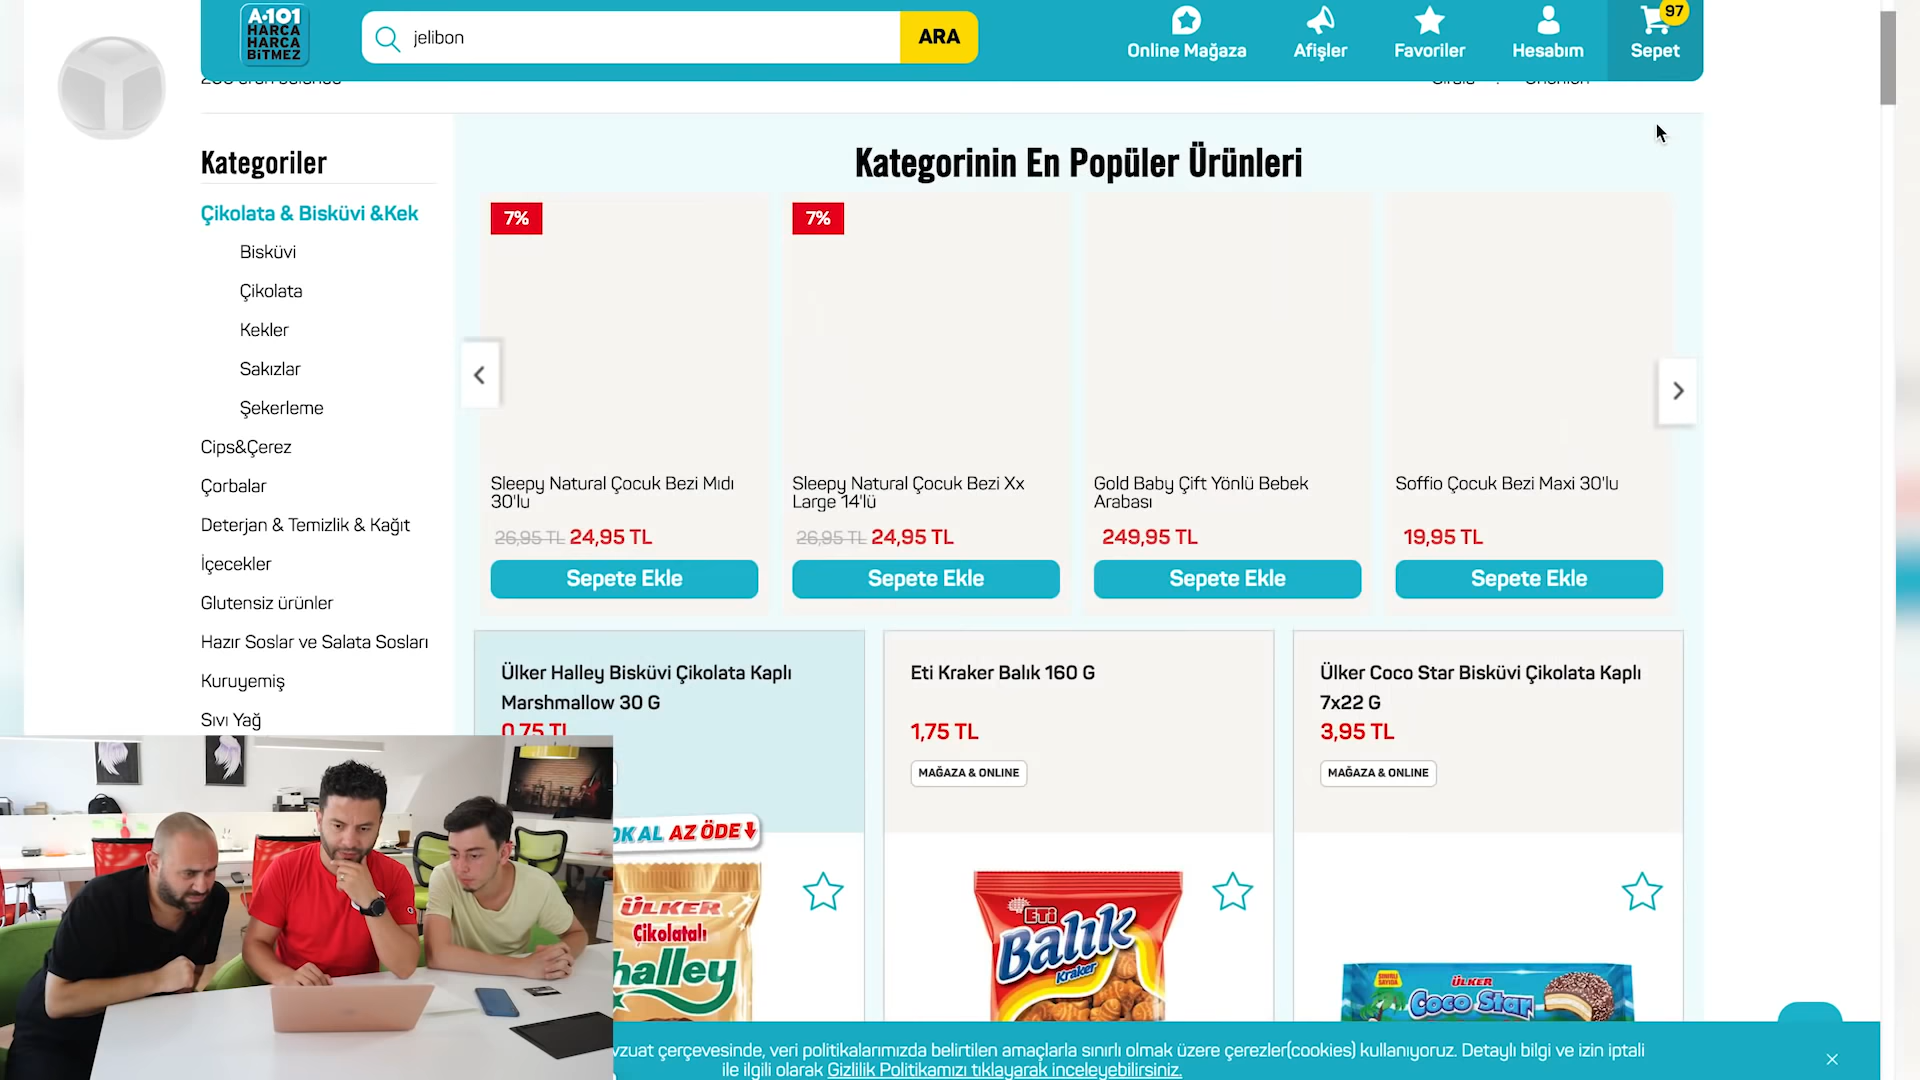 A-101
HARCA
HARCA
BİTMEZ
jelibon
ARA
Online Mağaza
Afişler
Favoriler
Hesabım
97
Sepet
Kategoriler
Çikolata & Bisküvi &Kek
Bisküvi
Çikolata
Kekler
Sakızlar
Şekerleme
Cips&Çerez
Çorbalar
Deterjan & Temizlik & Kağıt
İçecekler
Glutensiz ürünler
Hazır Soslar ve Salata Sosları
Kuruyemiş
Sıvı Yağ
Kategorinin En Popüler Ürünleri
7%
Sleepy Natural Çocuk Bezi Mıdı
30'lu
26,95 TL 24,95 TL
Sepete Ekle
7%
Sleepy Natural Çocuk Bezi Xx
Large 14'lü
26,95 TL 24,95 TL
Sepete Ekle
Gold Baby Çift Yönlü Bebek
Arabası
249,95 TL
Sepete Ekle
Soffio Çocuk Bezi Maxi 30'lu
19,95 TL
Sepete Ekle
Ülker Halley Bisküvi Çikolata Kaplı
Marshmallow 30 G
0,75 TL
AL AZ ÖDE
ÜLKER
Çikolatalı
halley
Eti Kraker Balık 160 G
1,75 TL
MAĞAZA & ONLINE
ETİ
Balık
Kraker
Ülker Coco Star Bisküvi Çikolata Kaplı
7x22 G
3,95 TL
MAĞAZA & ONLINE
ÜLKER
Coco Star
çerçevesinde, veri politikalarımızda belirtilen amaçlarla sınırlı olmak üzere çerezler(cookies) kullanıyoruz. Detaylı bilgi ve izin iptali
ile ilgili olarak Gizlilik Politikamızı tıklayarak inceleyebilirsiniz.